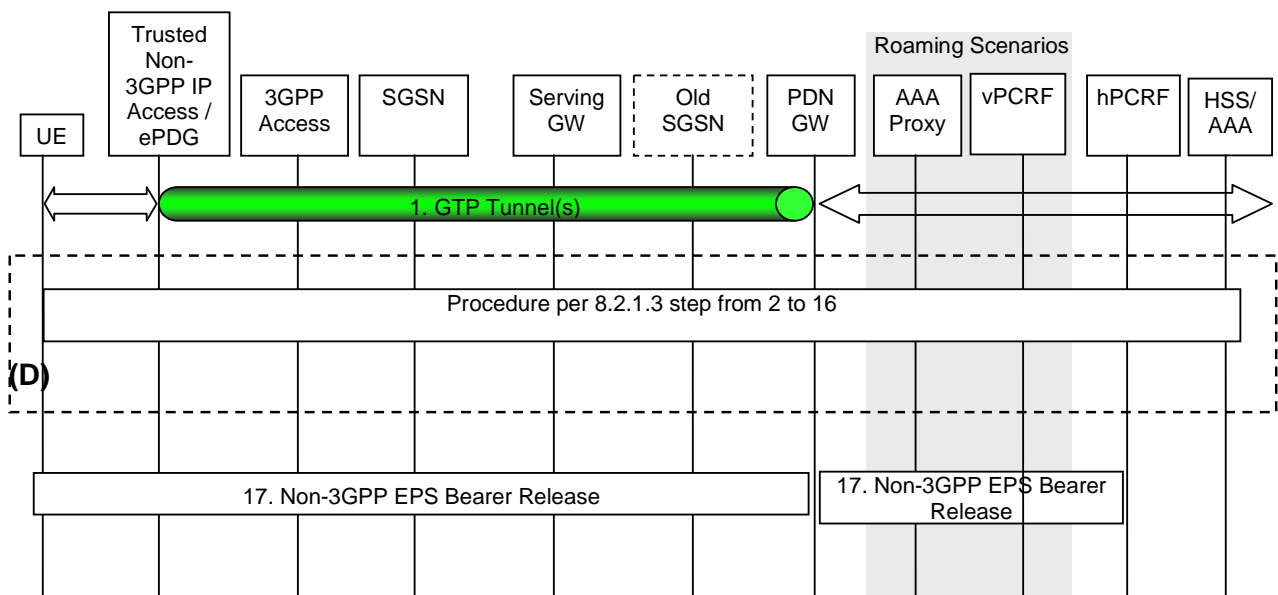 Roaming Scenarios
UE
Trusted
Non-
3GPP IP
Access /
ePDG
3GPP
Access
SGSN
Serving
GW
Old
SGSN
PDN
GW
AAA
Proxy
vPCRF
hPCRF
HSS/
AAA
1. GTP Tunnel(s)
Procedure per 8.2.1.3 step from 2 to 16
(D)
17. Non-3GPP EPS Bearer Release
17. Non-3GPP EPS Bearer
Release